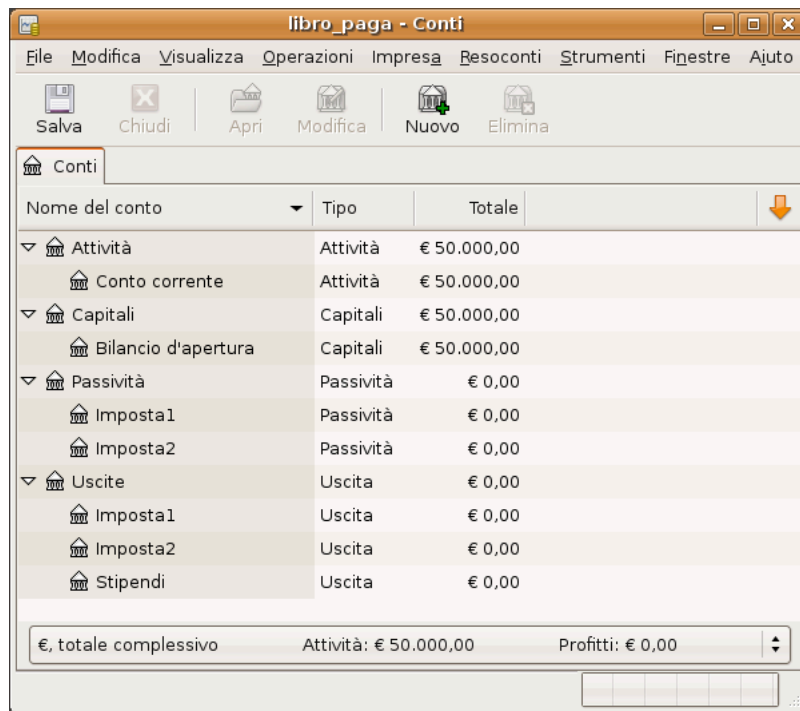 libro_paga - Conti
File Modifica Visualizza Operazioni Impresa Resoconti Strumenti Finestre Aiuto
Salva Chiudi Apri Modifica Nuovo Elimina
Conti
Nome del conto Tipo Totale
Attività Attività € 50.000,00
Conto corrente Attività € 50.000,00
Capitali Capitali € 50.000,00
Bilancio d'apertura Capitali € 50.000,00
Passività Passività € 0,00
Imposta1 Passività € 0,00
Imposta2 Passività € 0,00
Uscite Uscita € 0,00
Imposta1 Uscita € 0,00
Imposta2 Uscita € 0,00
Stipendi Uscita € 0,00
€, totale complessivo Attività: € 50.000,00 Profitti: € 0,00